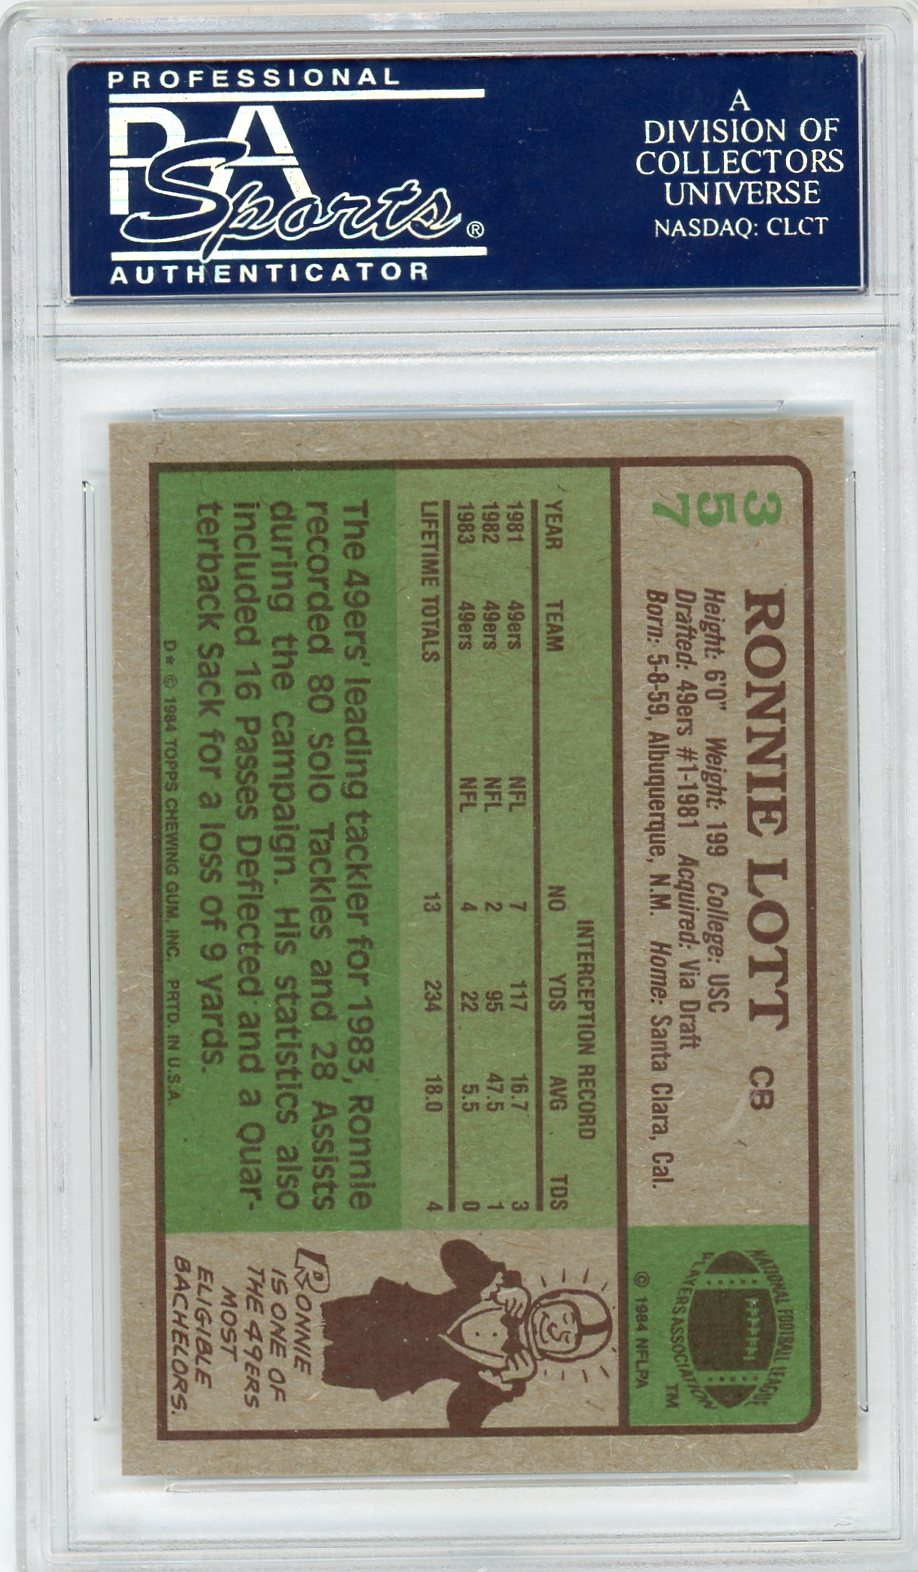 PROFESSIONAL
PSA
Sports®
AUTHENTICATOR
A
DIVISION OF
COLLECTORS
UNIVERSE
NASDAQ: CLCT
357
RONNIE LOTT CB
Height: 6'0" Weight: 199 College: USC
Drafted: 49ers #1-1981 Acquired: Via Draft
Born: 5-8-59, Albuquerque, N.M. Home: Santa Clara, Cal.
NATIONAL FOOTBALL LEAGUE
PLAYERS ASSOCIATION
TM
© 1984 NFLPA
INTERCEPTION RECORD
YEAR TEAM NO YDS AVG TDS
1981 49ers NFL 7 117 16.7 3
1982 49ers NFL 2 95 47.5 1
1983 49ers NFL 4 22 5.5 0
LIFETIME TOTALS 13 234 18.0 4
The 49ers' leading tackler for 1983, Ronnie
recorded 80 Solo Tackles and 28 Assists
during the campaign. His statistics also
included 16 Passes Deflected and a Quar-
terback Sack for a loss of 9 yards.
D* © 1984 TOPPS CHEWING GUM, INC. PRTD. IN U.S.A.
RONNIE
IS ONE OF
THE 49ERS
MOST
ELIGIBLE
BACHELORS.